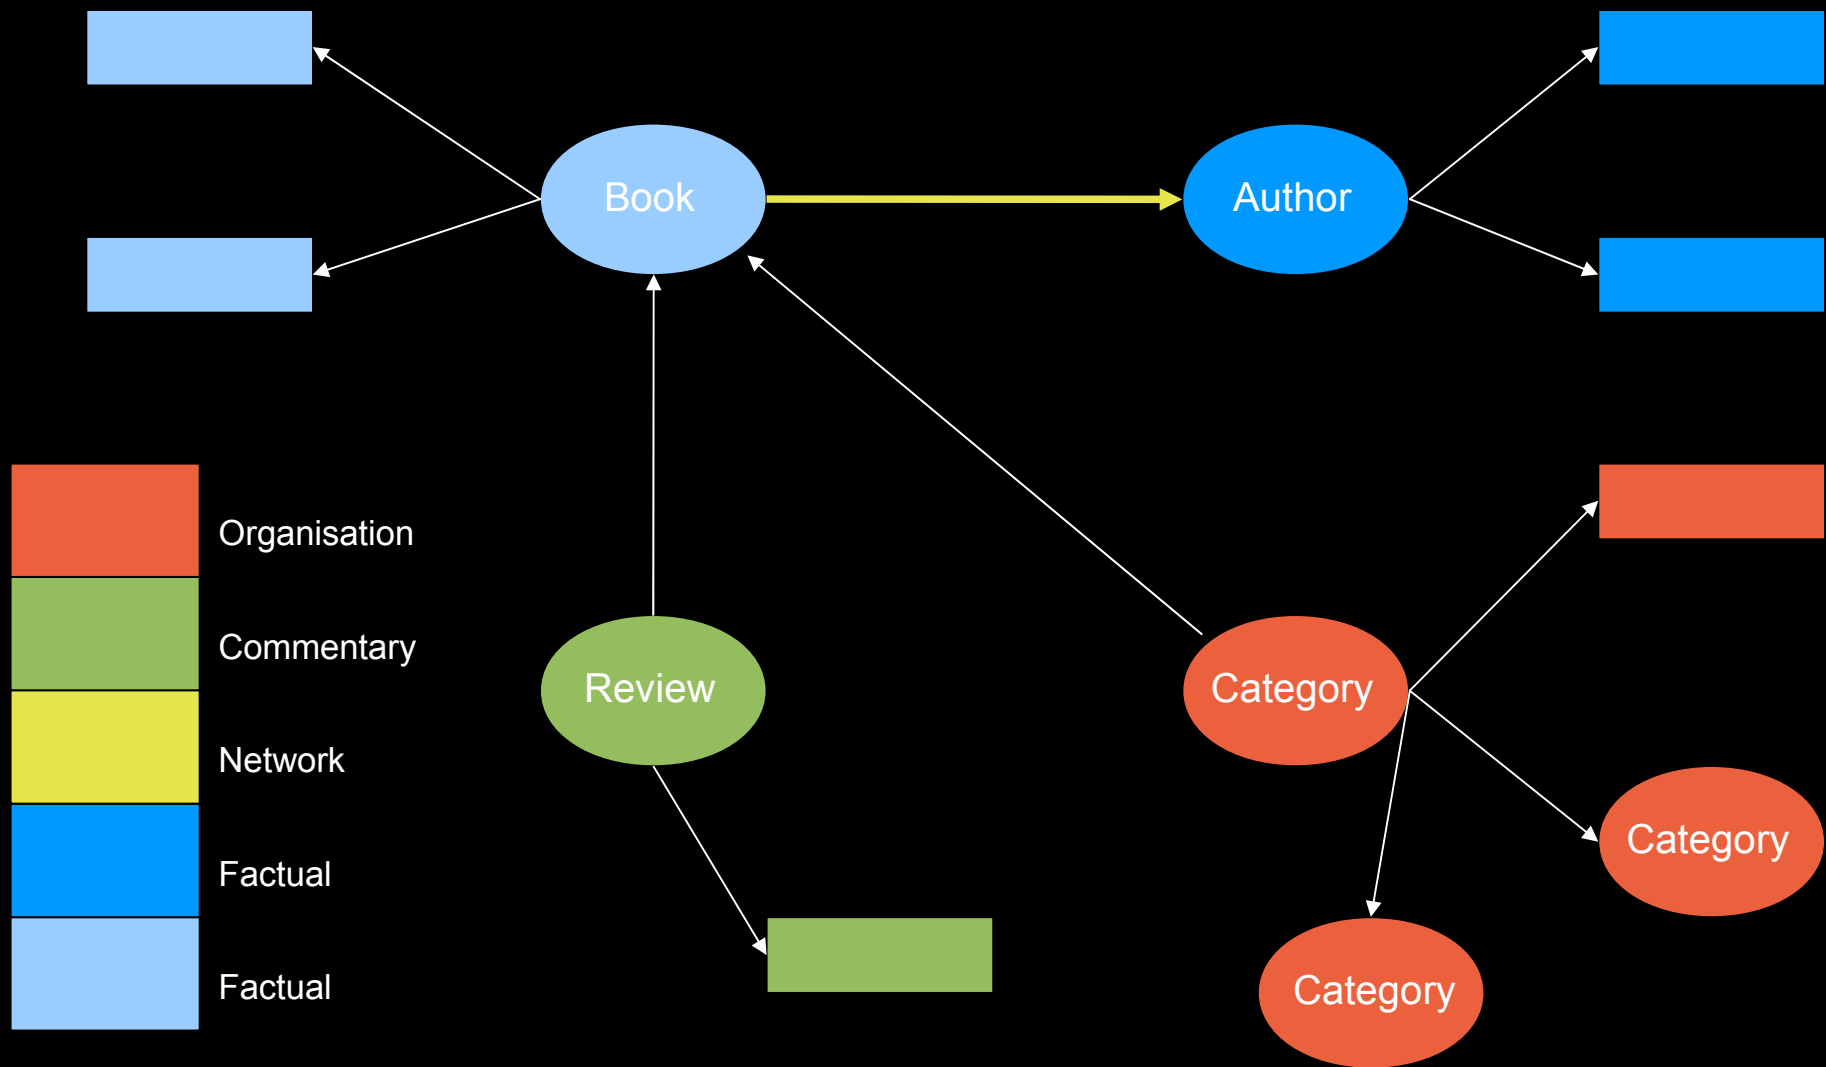 Book
Author
Organisation
Commentary
Review
Category
Network
Category
Factual
Category
Factual